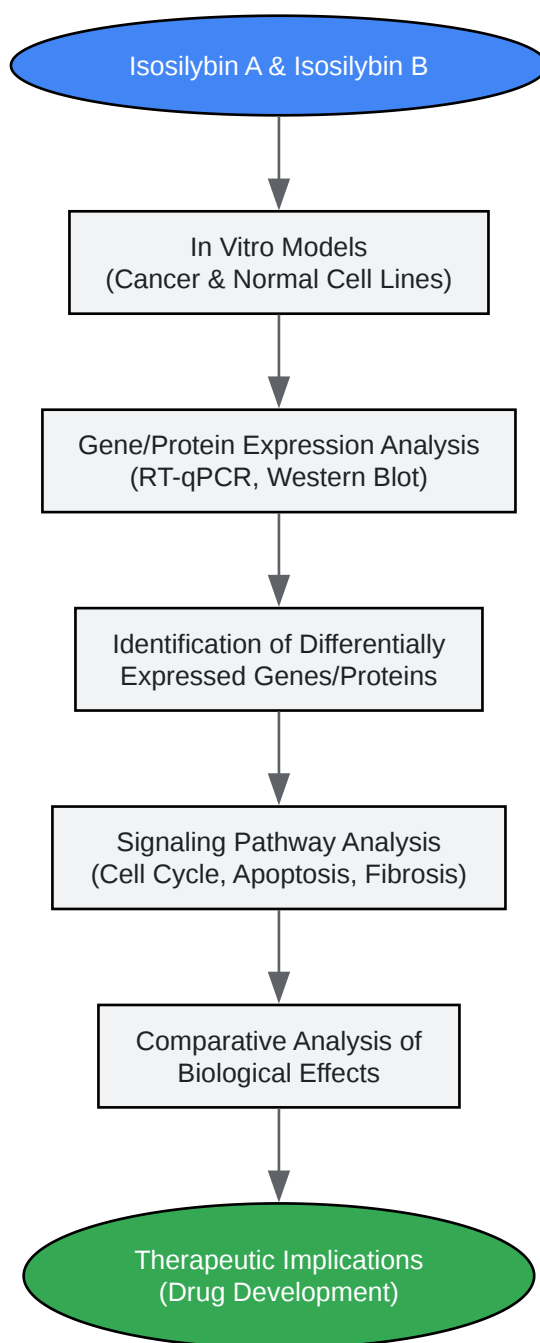 Isosilybin A & Isosilybin B
In Vitro Models
(Cancer & Normal Cell Lines)
Gene/Protein Expression Analysis
(RT-qPCR, Western Blot)
Identification of Differentially
Expressed Genes/Proteins
Signaling Pathway Analysis
(Cell Cycle, Apoptosis, Fibrosis)
Comparative Analysis of
Biological Effects
Therapeutic Implications
(Drug Development)